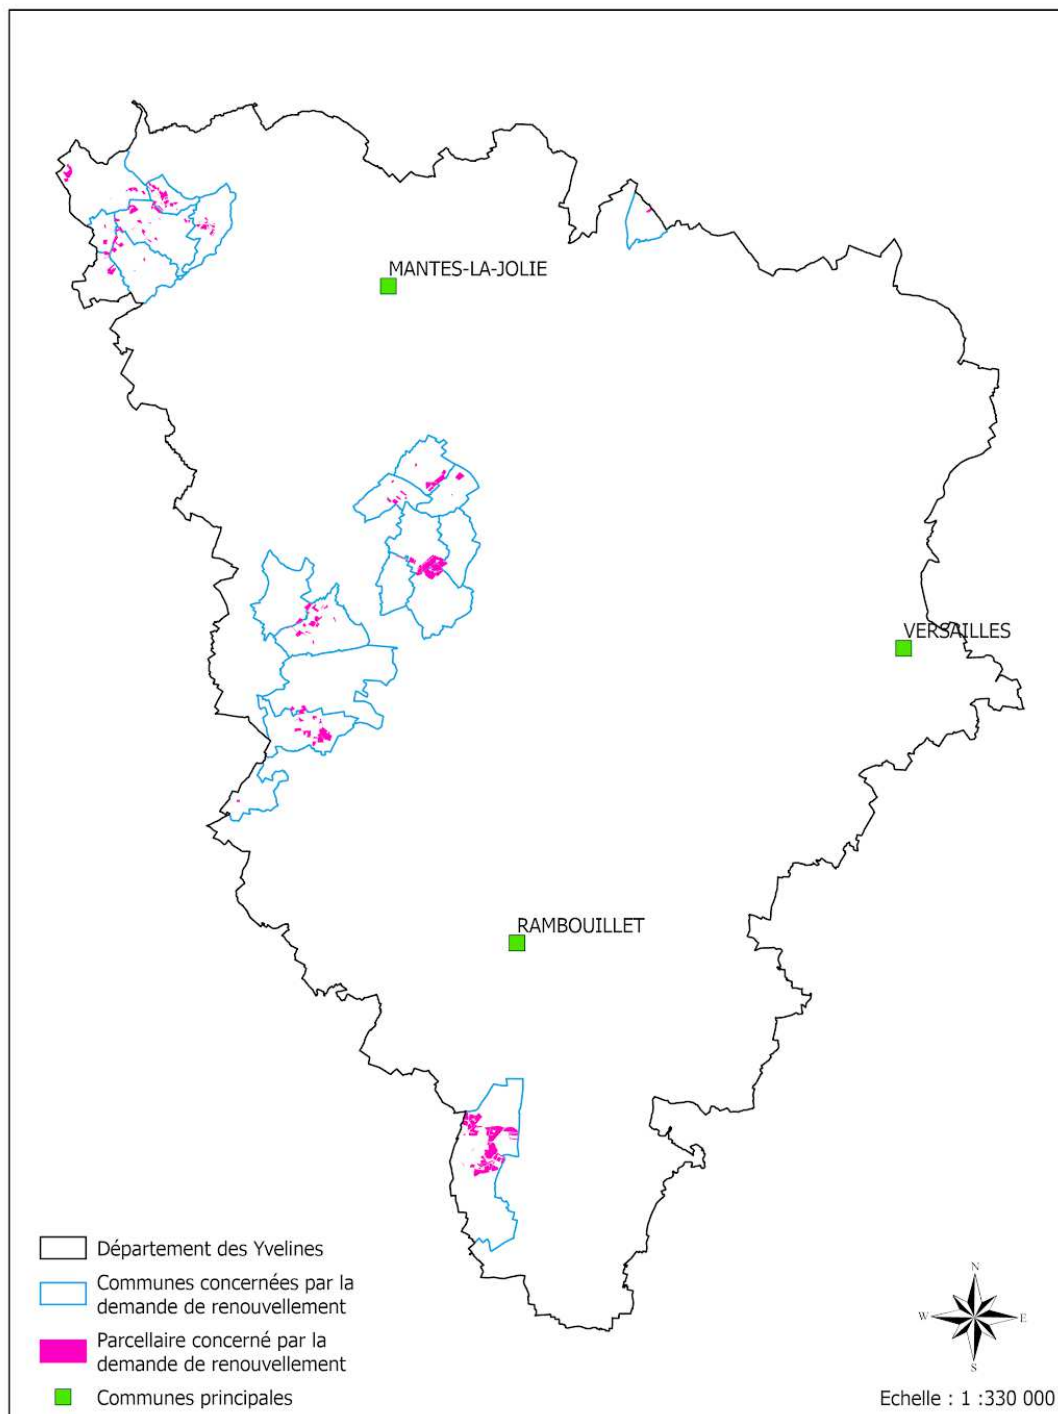 MANTES-LA-JOLIE
VERSAILLES
RAMBOUILLET
Département des Yvelines
Communes concernées par la
demande de renouvellement
Parcellaire concerné par la
demande de renouvellement
Communes principales
N
W
E
S
Echelle : 1 :330 000